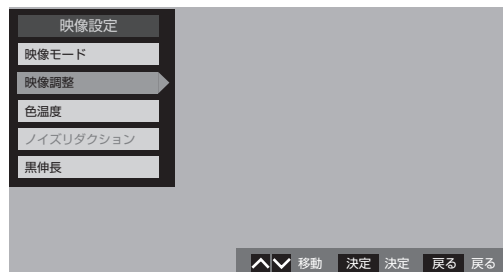 映像設定
映像モード
映像調整
色温度
ノイズリダクション
黒伸長
移動 決定 決定 戻る 戻る